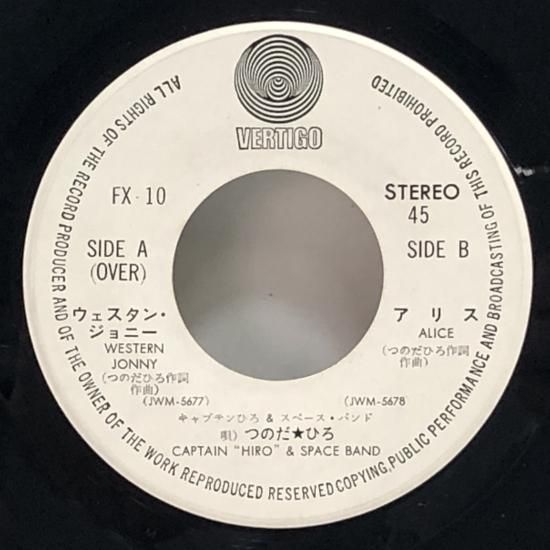 VERTIGO
ALL RIGHTS OF THE RECORD PRODUCER AND OF THE OWNER OF THE WORK REPRODUCED RESERVED COPYING, PUBLIC PERFORMANCE AND BROADCASTING OF THIS RECORD PROHIBITED
FX-10
STEREO
45
SIDE A
(OVER)
SIDE B
ウェスタン・
ジョニー
WESTERN
JONNY
(つのだひろ作詞
作曲)
(JWM-5677)
アリス
ALICE
(つのだひろ作詞
作曲)
(JWM-5678)
キャプテンひろ & スペース・バンド
唄) つのだ★ひろ
CAPTAIN "HIRO" & SPACE BAND